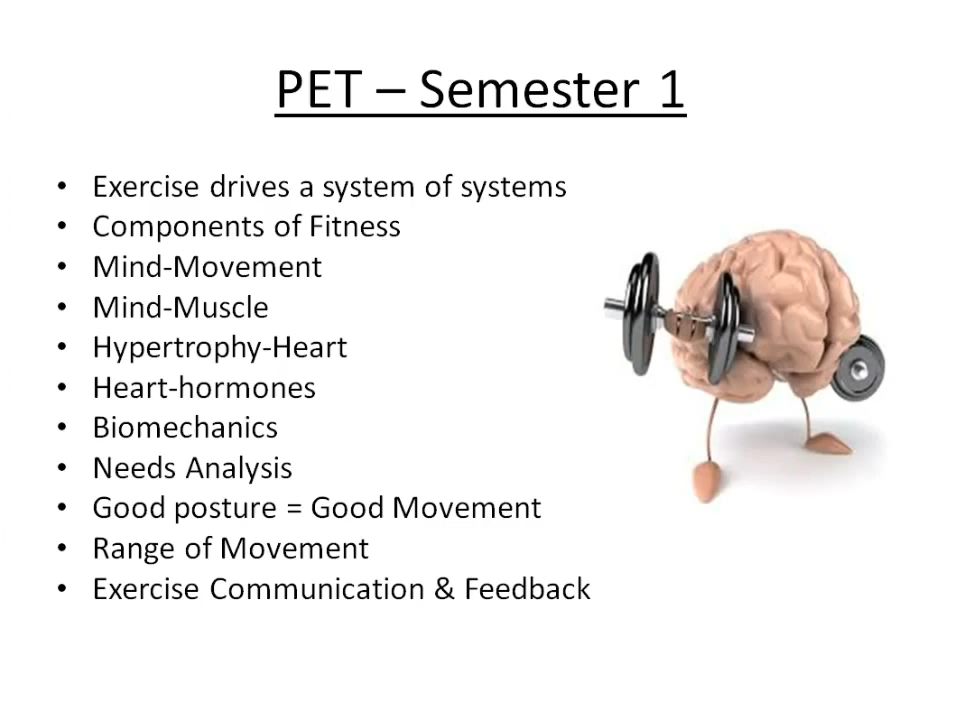 PET – Semester 1
• Exercise drives a system of systems
• Components of Fitness
• Mind-Movement
• Mind-Muscle
• Hypertrophy-Heart
• Heart-hormones
• Biomechanics
• Needs Analysis
• Good posture = Good Movement
• Range of Movement
• Exercise Communication & Feedback